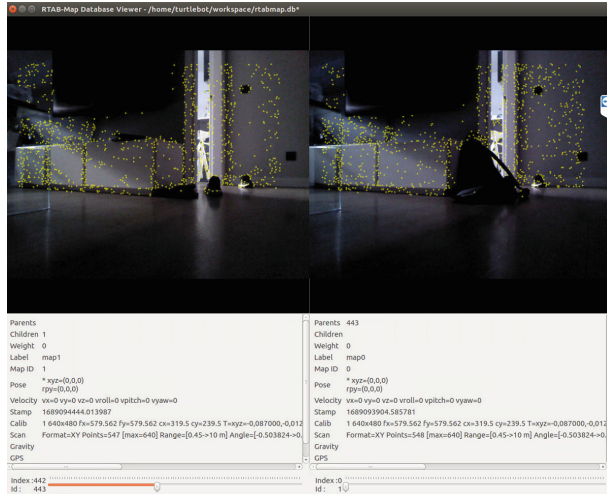 RTAB-Map Database Viewer - /home/turtlebot/workspace/rtabmap.db*
Parents
Children 1
Weight 0
Label map1
Map ID 1
Pose * xyz=(0,0,0)
rpy=(0,0,0)
Velocity vx=0 vy=0 vz=0 vroll=0 vpitch=0 vyaw=0
Stamp 1689094444.013987
Calib 1 640x480 fx=579.562 fy=579.562 cx=319.5 cy=239.5 T=xyz=-0,087000,-0,012
Scan Format=XY Points=547 [max=640] Range=[0.45->10 m] Angle=[-0.503824->0.
Gravity
GPS
Index :442
Id : 443
Parents 443
Children 0
Weight 0
Label map0
Map ID 0
Pose * xyz=(0,0,0)
rpy=(0,0,0)
Velocity vx=0 vy=0 vz=0 vroll=0 vpitch=0 vyaw=0
Stamp 1689093904.585781
Calib 1 640x480 fx=579.562 fy=579.562 cx=319.5 cy=239.5 T=xyz=-0,087000,-0,012
Scan Format=XY Points=548 [max=640] Range=[0.45->10 m] Angle=[-0.503824->0.
Gravity
GPS
Index :0
Id : 1